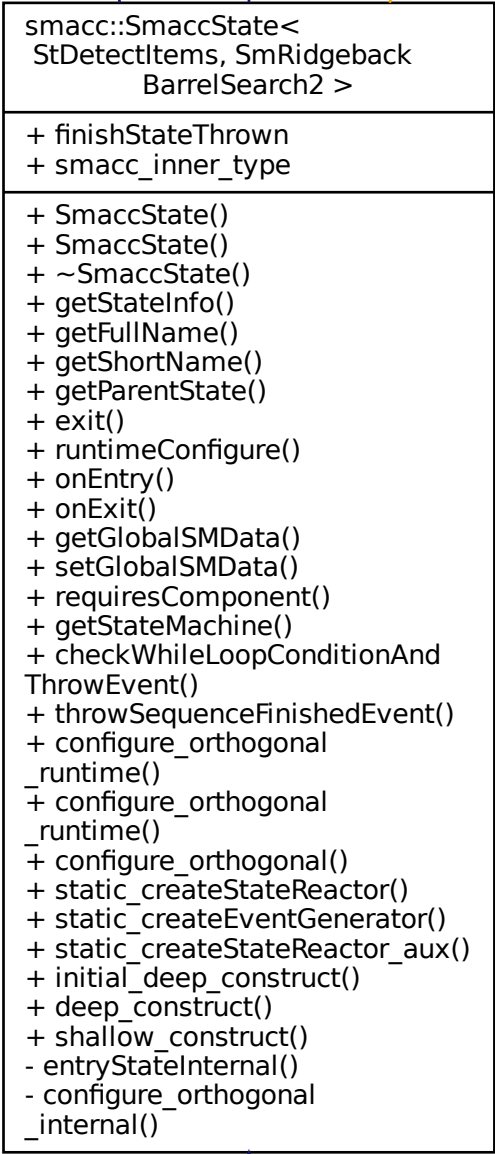 smacc::SmaccState<
StDetectItems, SmRidgeback
BarrelSearch2 >
+ finishStateThrown
+ smacc_inner_type
+ SmaccState()
+ SmaccState()
+ ~SmaccState()
+ getStateInfo()
+ getFullName()
+ getShortName()
+ getParentState()
+ exit()
+ runtimeConfigure()
+ onEntry()
+ onExit()
+ getGlobalSMData()
+ setGlobalSMData()
+ requiresComponent()
+ getStateMachine()
+ checkWhileLoopConditionAnd
ThrowEvent()
+ throwSequenceFinishedEvent()
+ configure_orthogonal
_runtime()
+ configure_orthogonal
_runtime()
+ configure_orthogonal()
+ static_createStateReactor()
+ static_createEventGenerator()
+ static_createStateReactor_aux()
+ initial_deep_construct()
+ deep_construct()
+ shallow_construct()
- entryStateInternal()
- configure_orthogonal
_internal()